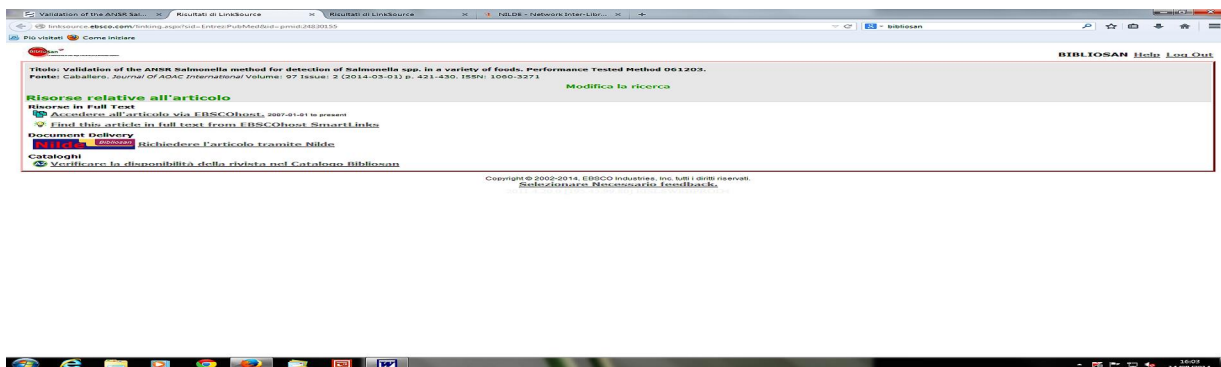 Validation of the ANSR Sal... × Risultati di LinkSource × Risultati di LinkSource × NILDE - Network Inter-Libr... × +
linksource.ebsco.com/linking.aspx?sid=Entrez:PubMed&id=pmid:24830155 bibliosan
Più visitati Come iniziare
Bibliosan
BIBLIOSAN Help Log Out
Titolo: Validation of the ANSR Salmonella method for detection of Salmonella spp. in a variety of foods. Performance Tested Method 061203.
Fonte: Caballero. Journal Of AOAC International Volume: 97 Issue: 2 (2014-03-01) p. 421-430. ISSN: 1060-3271
Modifica la ricerca
Risorse relative all'articolo
Risorse in Full Text
Accedere all'articolo via EBSCOhost, 2007-01-01 to present
Find this article in full text from EBSCOhost SmartLinks
Document Delivery
Nilde Bibliosan Richiedere l'articolo tramite Nilde
Cataloghi
Verificare la disponibilità della rivista nel Catalogo Bibliosan
Copyright © 2002-2014, EBSCO Industries, Inc. tutti i diritti riservati.
Selezionare Necessario feedback.
16:03